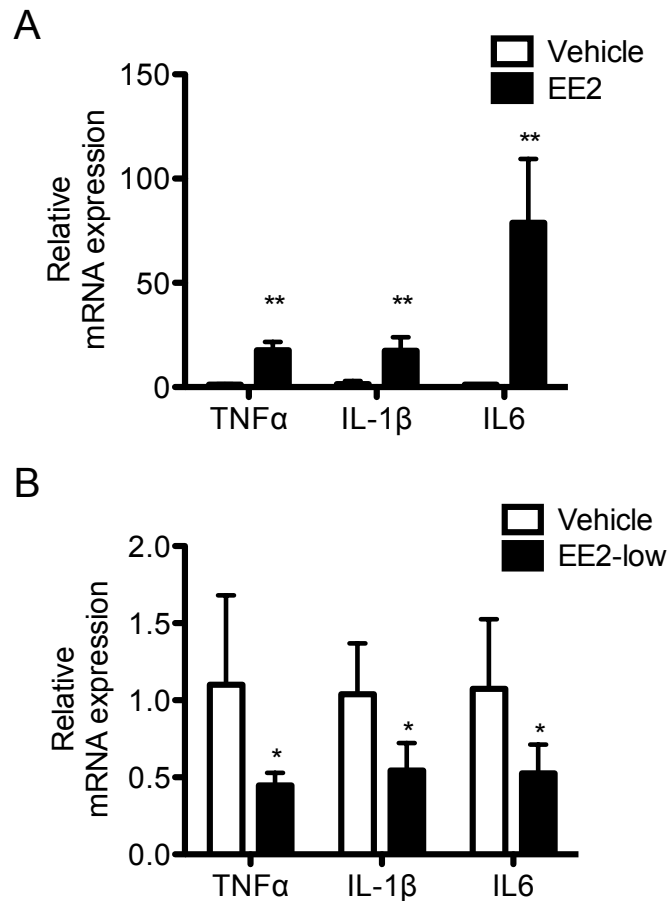 A
Vehicle
EE2
Relative
mRNA expression
150
100
50
0
**
**
**
TNFα IL-1β IL6
B
Vehicle
EE2-low
Relative
mRNA expression
2.0
1.5
1.0
0.5
0.0
*
*
*
TNFα IL-1β IL6